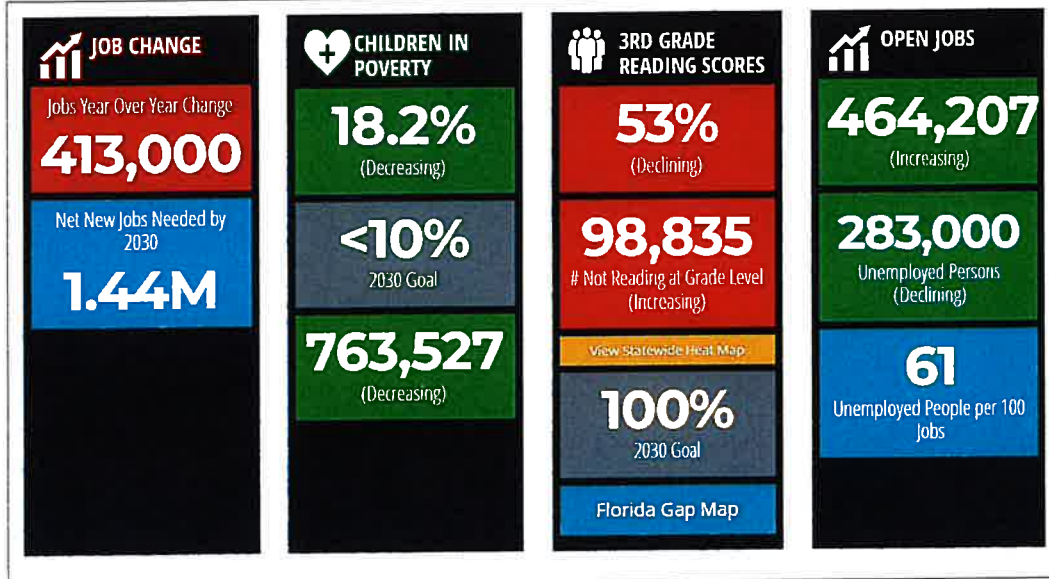 JOB CHANGE
Jobs Year Over Year Change
413,000
Net New Jobs Needed by
2030
1.44M
CHILDREN IN
POVERTY
18.2%
(Decreasing)
<10%
2030 Goal
763,527
(Decreasing)
3RD GRADE
READING SCORES
53%
(Declining)
98,835
# Not Reading at Grade Level
(Increasing)
View Statewide Heat Map
100%
2030 Goal
Florida Gap Map
OPEN JOBS
464,207
(Increasing)
283,000
Unemployed Persons
(Declining)
61
Unemployed People per 100
Jobs